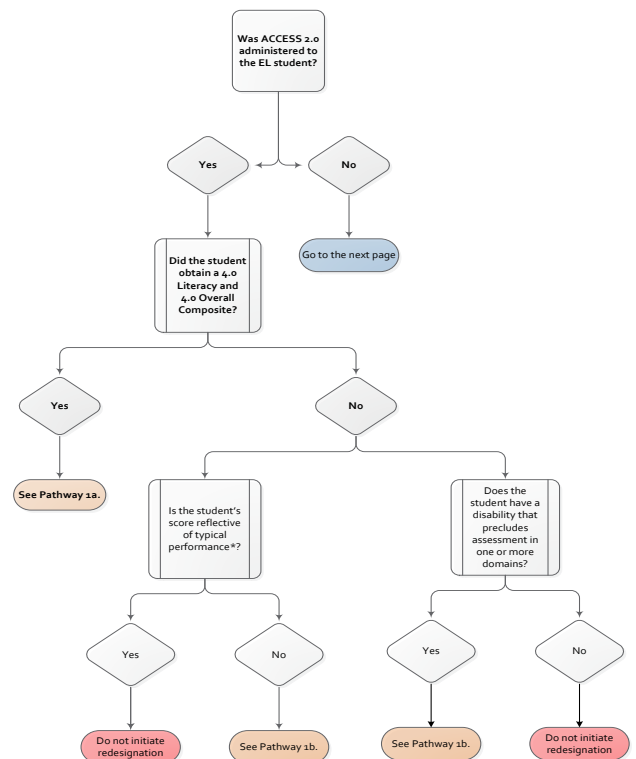 Was ACCESS 2.0
administered to
the EL student?
Yes
No
Go to the next page
Did the student
obtain a 4.0
Literacy and
4.0 Overall
Composite?
Yes
No
See Pathway 1a.
Is the student's
score reflective
of typical
performance*?
Does the
student have a
disability that
precludes
assessment in
one or more
domains?
Yes
No
Yes
No
Do not initiate
redesignation
See Pathway 1b.
See Pathway 1b.
Do not initiate
redesignation